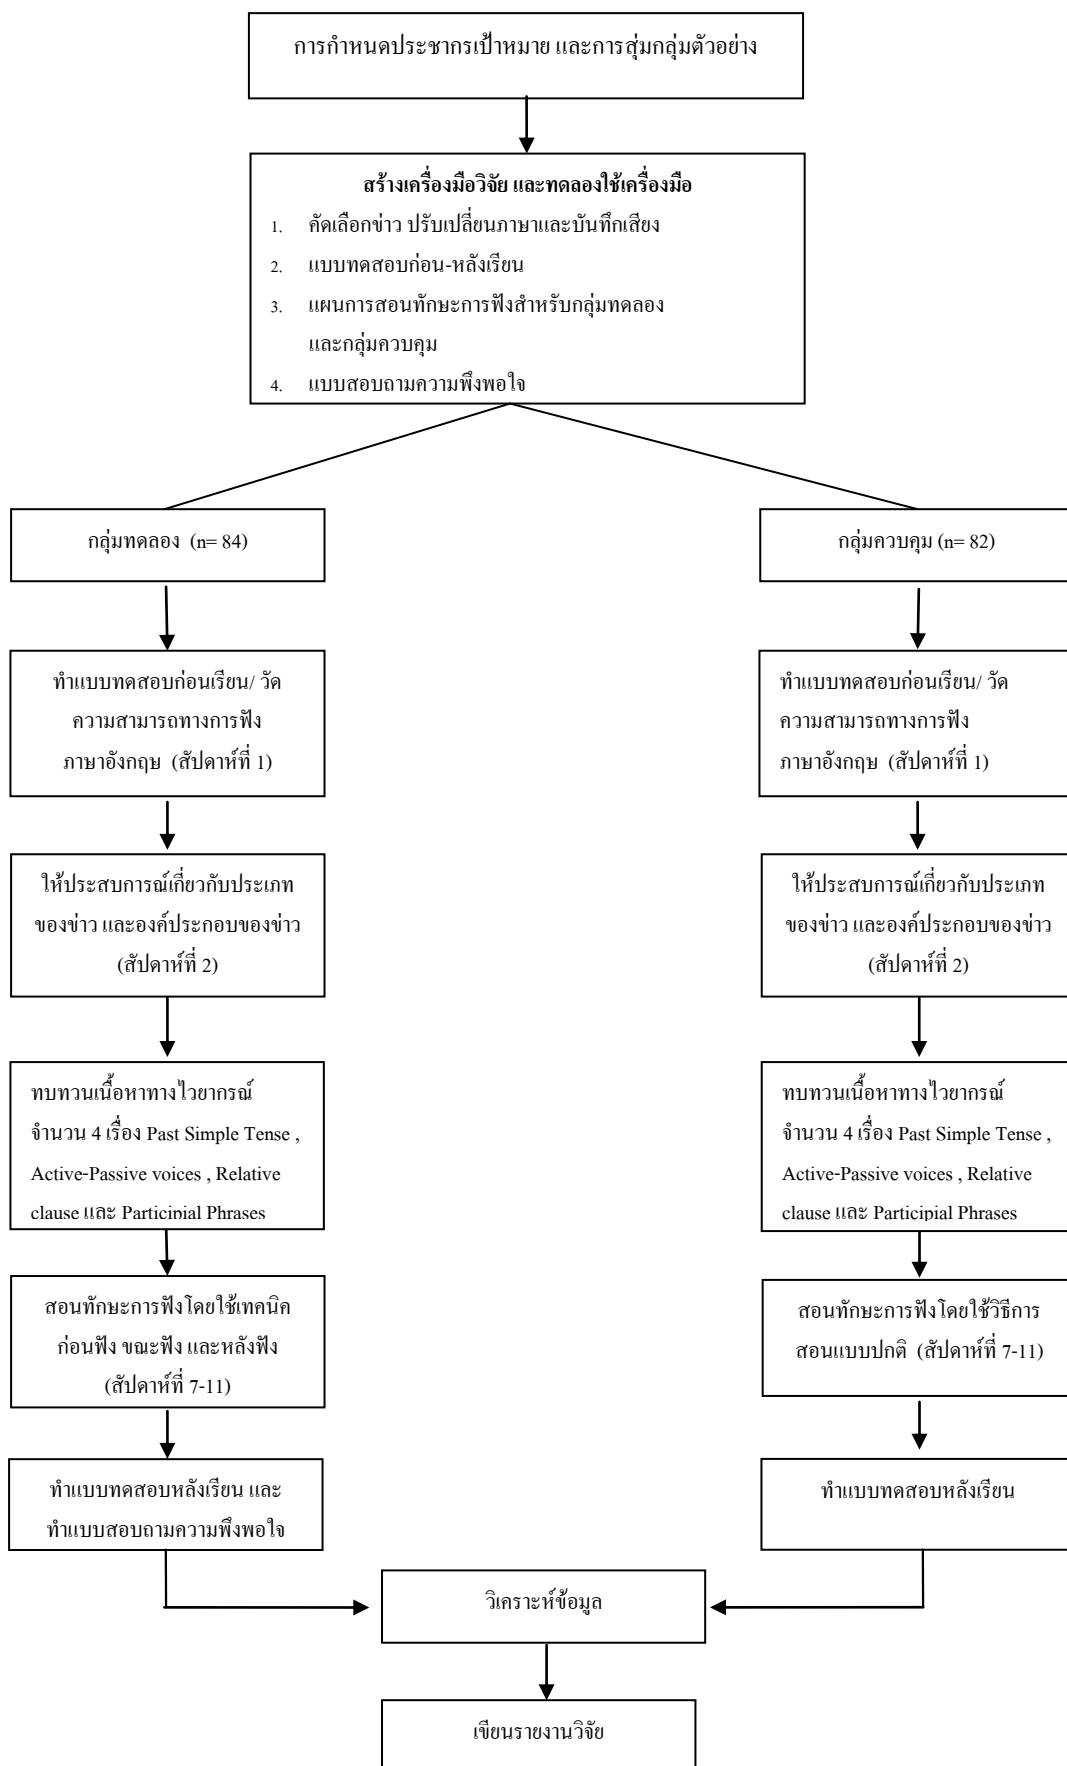 การกำหนดประชากรเป้าหมาย และการสุ่มกลุ่มตัวอย่าง
สร้างเครื่องมือวิจัย และทดลองใช้เครื่องมือ
1. คัดเลือกข่าว ปรับเปลี่ยนภาษาและบันทึกเสียง
2. แบบทดสอบก่อน-หลังเรียน
3. แผนการสอนทักษะการฟังสำหรับกลุ่มทดลอง
และกลุ่มควบคุม
4. แบบสอบถามความพึงพอใจ
กลุ่มทดลอง (n= 84)
กลุ่มควบคุม (n= 82)
ทำแบบทดสอบก่อนเรียน/ วัด
ความสามารถทางการฟัง
ภาษาอังกฤษ (สัปดาห์ที่ 1)
ทำแบบทดสอบก่อนเรียน/ วัด
ความสามารถทางการฟัง
ภาษาอังกฤษ (สัปดาห์ที่ 1)
ให้ประสบการณ์เกี่ยวกับประเภท
ของข่าว และองค์ประกอบของข่าว
(สัปดาห์ที่ 2)
ให้ประสบการณ์เกี่ยวกับประเภท
ของข่าว และองค์ประกอบของข่าว
(สัปดาห์ที่ 2)
ทบทวนเนื้อหาทางไวยากรณ์
จำนวน 4 เรื่อง Past Simple Tense ,
Active-Passive voices , Relative
clause และ Participial Phrases
ทบทวนเนื้อหาทางไวยากรณ์
จำนวน 4 เรื่อง Past Simple Tense ,
Active-Passive voices , Relative
clause และ Participial Phrases
สอนทักษะการฟังโดยใช้เทคนิค
ก่อนฟัง ขณะฟัง และหลังฟัง
(สัปดาห์ที่ 7-11)
สอนทักษะการฟังโดยใช้วิธีการ
สอนแบบปกติ (สัปดาห์ที่ 7-11)
ทำแบบทดสอบหลังเรียน และ
ทำแบบสอบถามความพึงพอใจ
ทำแบบทดสอบหลังเรียน
วิเคราะห์ข้อมูล
เขียนรายงานวิจัย